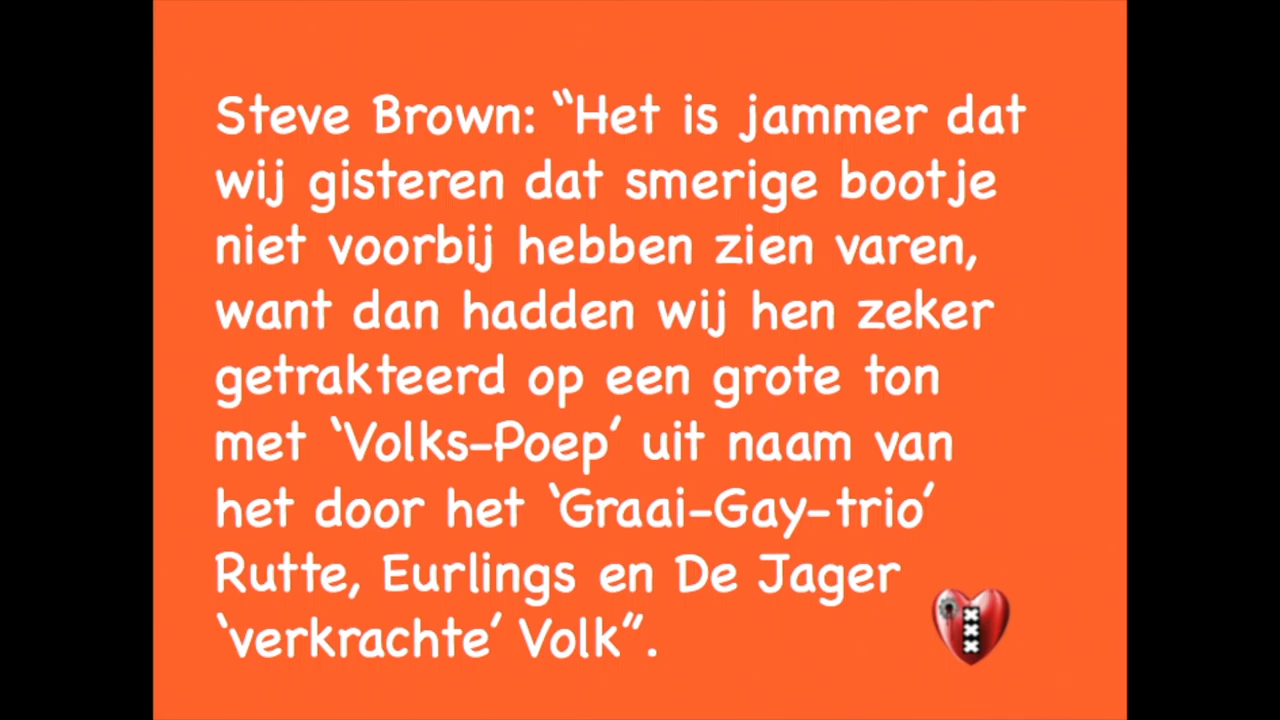 Steve Brown: “Het is jammer dat
wij gisteren dat smerige bootje
niet voorbij hebben zien varen,
want dan hadden wij hen zeker
getrakteerd op een grote ton
met ‘Volks-Poep’ uit naam van
het door het ‘Graai-Gay-trio’
Rutte, Eurlings en De Jager
‘verkrachte’ Volk”.
XXX